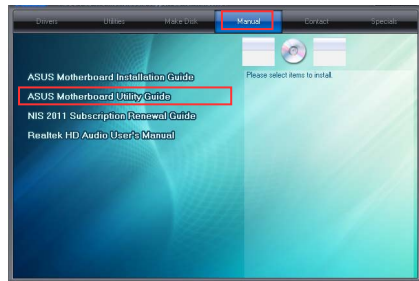 Drivers
Utilities
Make Disk
Manual
Contact
Specials
Please select items to install.
ASUS Motherboard Installation Guide
ASUS Motherboard Utility Guide
NIS 2011 Subscription Renewal Guide
Realtek HD Audio User's Manual